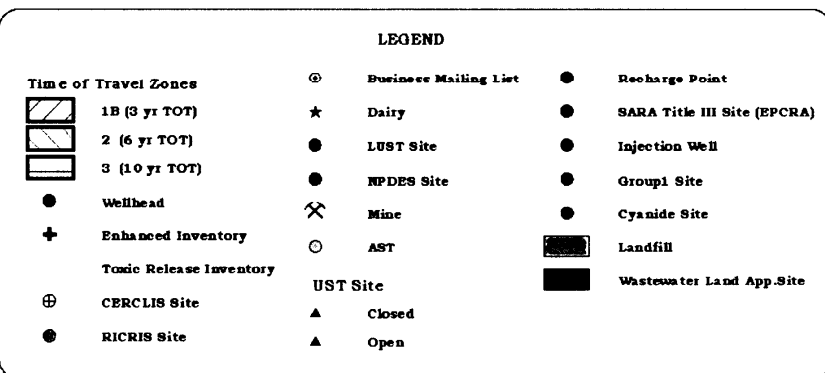 LEGEND
Time of Travel Zones
1B (3 yr TOT)
2 (6 yr TOT)
3 (10 yr TOT)
Wellhead
Enhanced Inventory
Toxic Release Inventory
CERCLIS Site
RICRIS Site
Business Mailing List
Dairy
LUST Site
NPDES Site
Mine
AST
UST Site
Closed
Open
Recharge Point
SARA Title III Site (EPCRA)
Injection Well
Group1 Site
Cyanide Site
Landfill
Wastewater Land App.Site